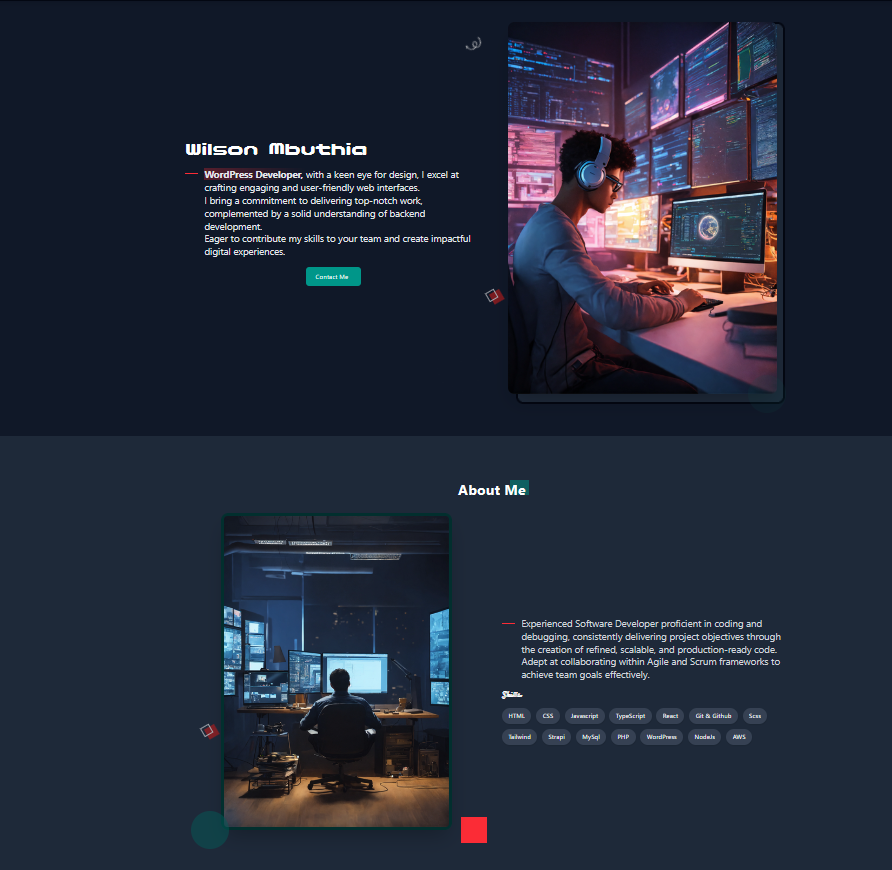 Wilson Mbuthia
WordPress Developer, with a keen eye for design, I excel at
crafting engaging and user-friendly web interfaces.
I bring a commitment to delivering top-notch work,
complemented by a solid understanding of backend
development.
Eager to contribute my skills to your team and create impactful
digital experiences.
Contact Me
About Me
Experienced Software Developer proficient in coding and
debugging, consistently delivering project objectives through
the creation of refined, scalable, and production-ready code.
Adept at collaborating within Agile and Scrum frameworks to
achieve team goals effectively.
Skills
HTML CSS Javascript TypeScript React Git & Github Scss
Tailwind Strapi MySql PHP WordPress NodeJs AWS